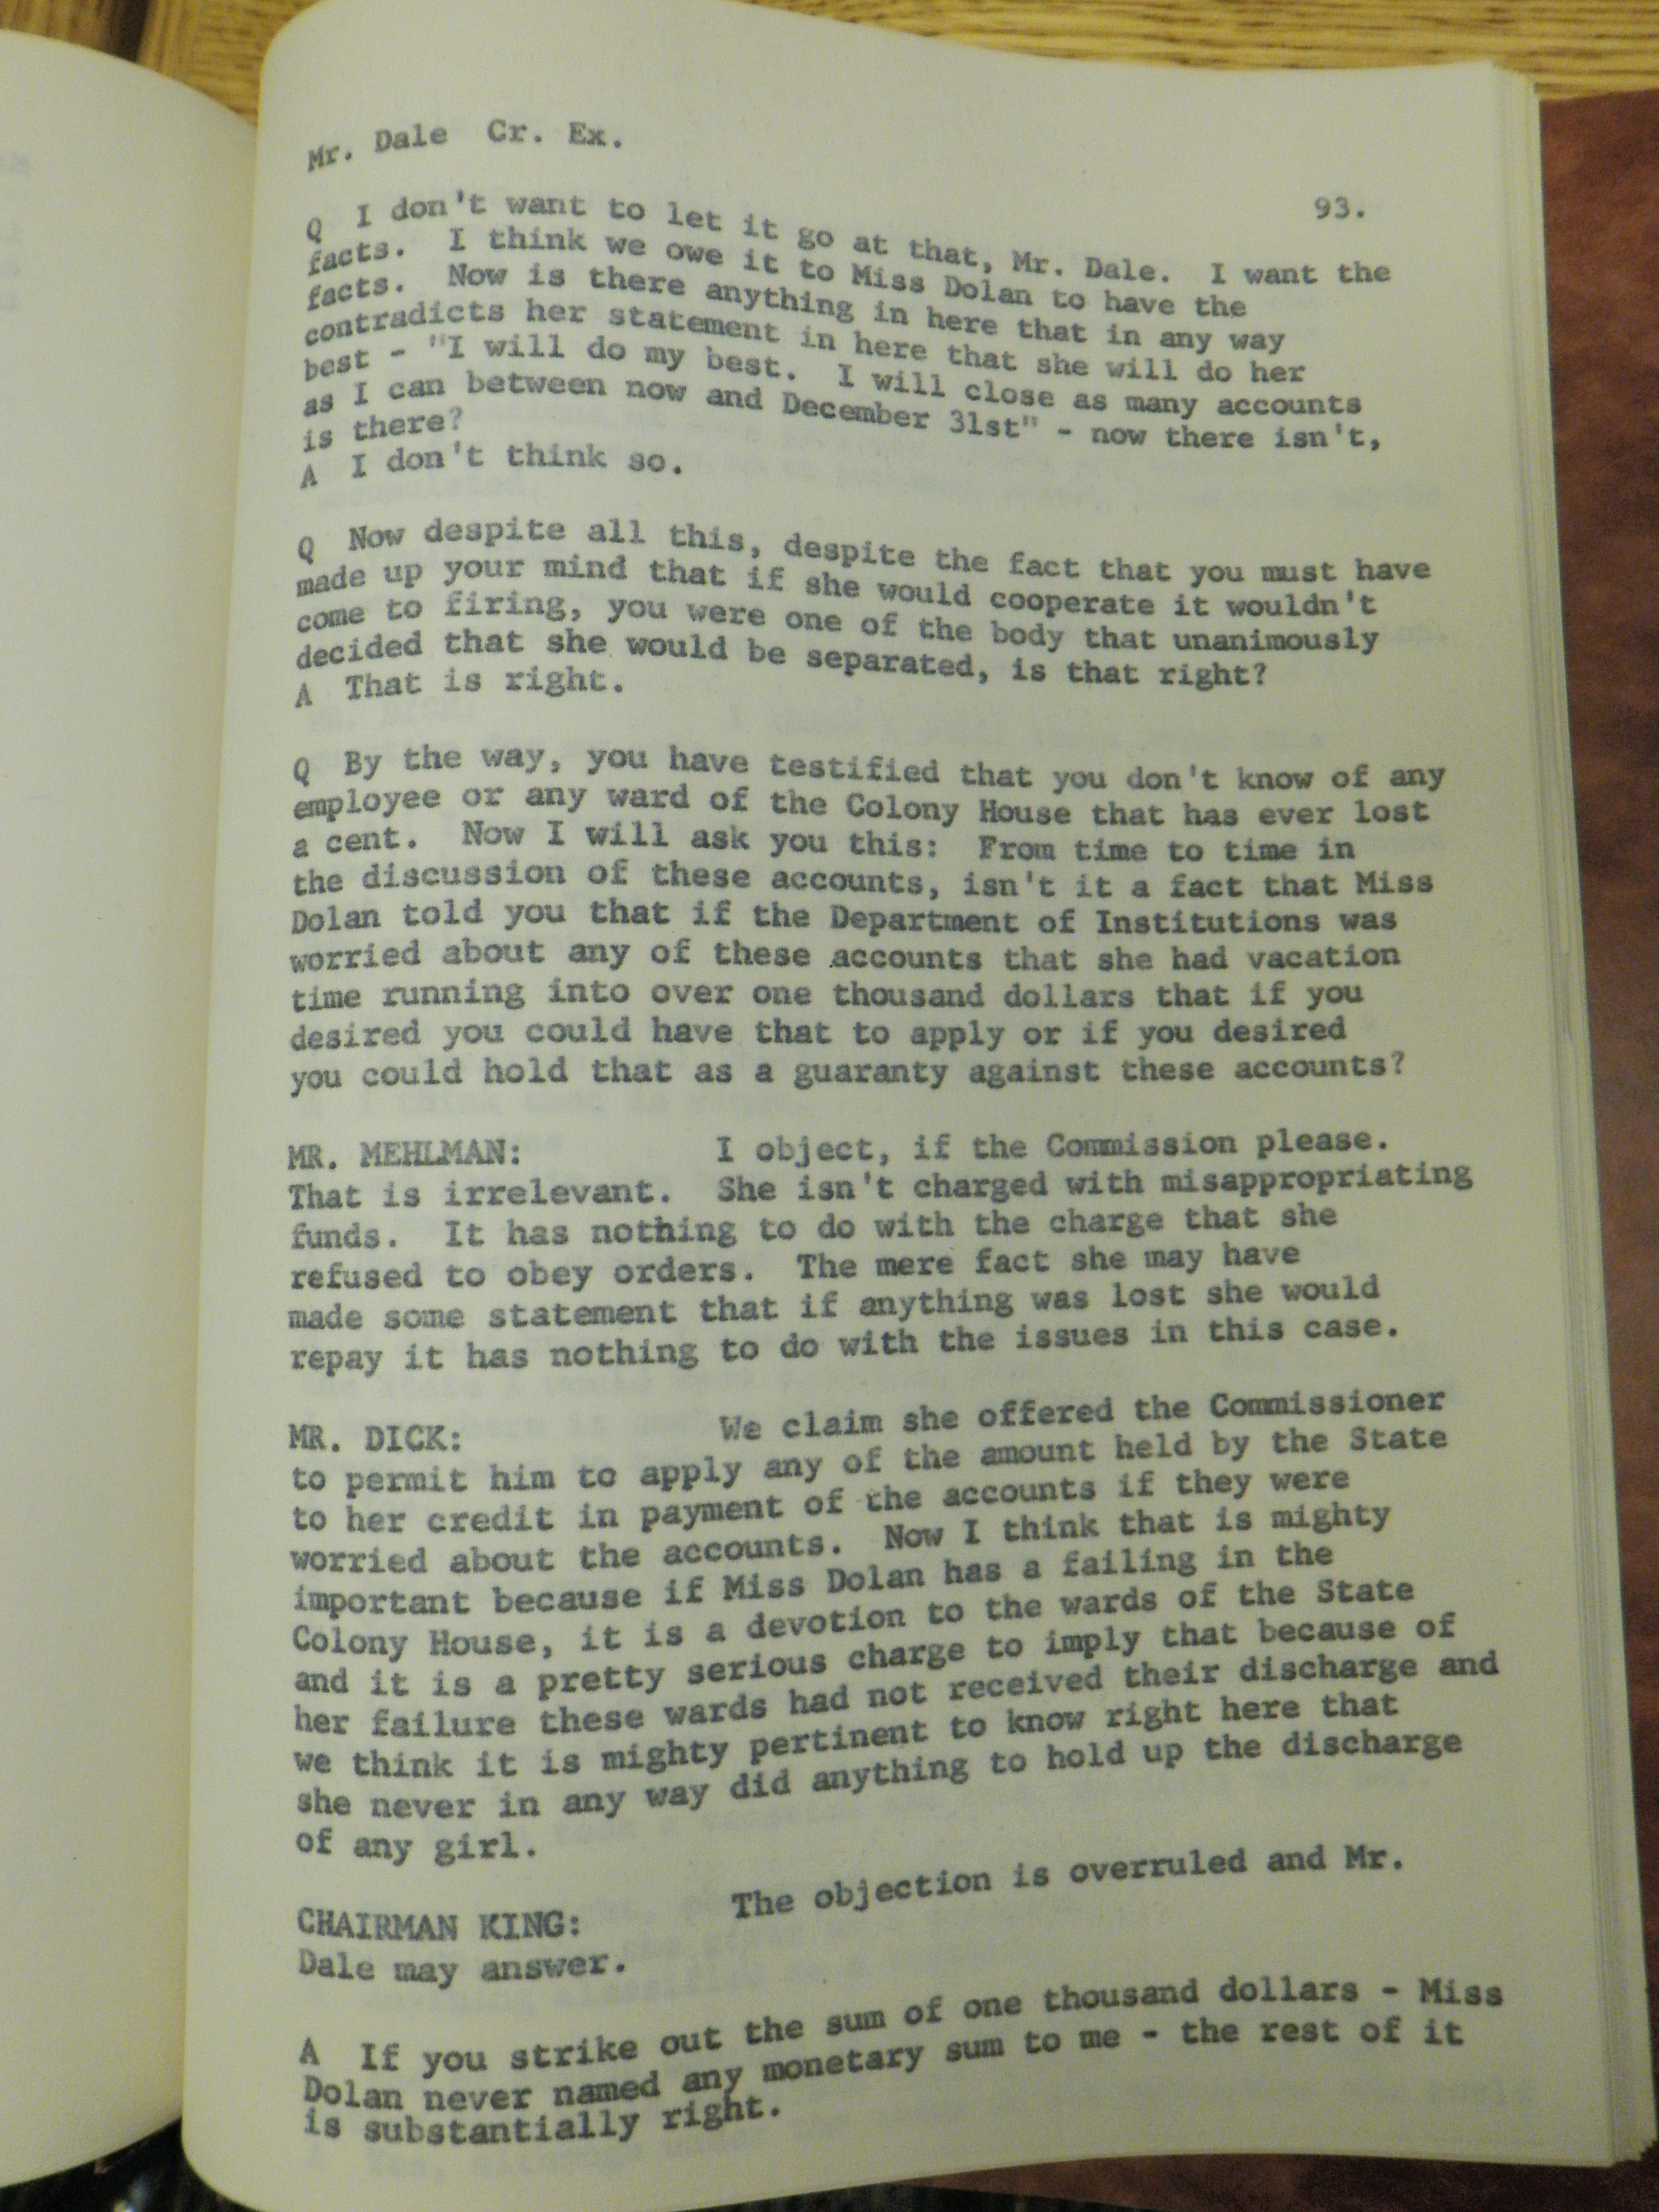 Mr. Dale Cr. Ex.
93.
Q I don't want to let it go at that, Mr. Dale. I want the
facts. I think we owe it to Miss Dolan to have the
facts. Now is there anything in here that in any way
contradicts her statement in here that she will do her
best - "I will do my best. I will close as many accounts
as I can between now and December 31st" - now there isn't,
is there?
A I don't think so.
Q Now despite all this, despite the fact that you must have
made up your mind that if she would cooperate it wouldn't
come to firing, you were one of the body that unanimously
decided that she would be separated, is that right?
A That is right.
Q By the way, you have testified that you don't know of any
employee or any ward of the Colony House that has ever lost
a cent. Now I will ask you this: From time to time in
the discussion of these accounts, isn't it a fact that Miss
Dolan told you that if the Department of Institutions was
worried about any of these accounts that she had vacation
time running into over one thousand dollars that if you
desired you could have that to apply or if you desired
you could hold that as a guaranty against these accounts?
MR. MEHLMAN: I object, if the Commission please.
That is irrelevant. She isn't charged with misappropriating
funds. It has nothing to do with the charge that she
refused to obey orders. The mere fact she may have
made some statement that if anything was lost she would
repay it has nothing to do with the issues in this case.
MR. DICK: We claim she offered the Commissioner
to permit him to apply any of the amount held by the State
to her credit in payment of the accounts if they were
worried about the accounts. Now I think that is mighty
important because if Miss Dolan has a failing in the
Colony House, it is a devotion to the wards of the State
and it is a pretty serious charge to imply that because of
her failure these wards had not received their discharge and
we think it is mighty pertinent to know right here that
she never in any way did anything to hold up the discharge
of any girl.
CHAIRMAN KING: The objection is overruled and Mr.
Dale may answer.
A If you strike out the sum of one thousand dollars - Miss
Dolan never named any monetary sum to me - the rest of it
is substantially right.